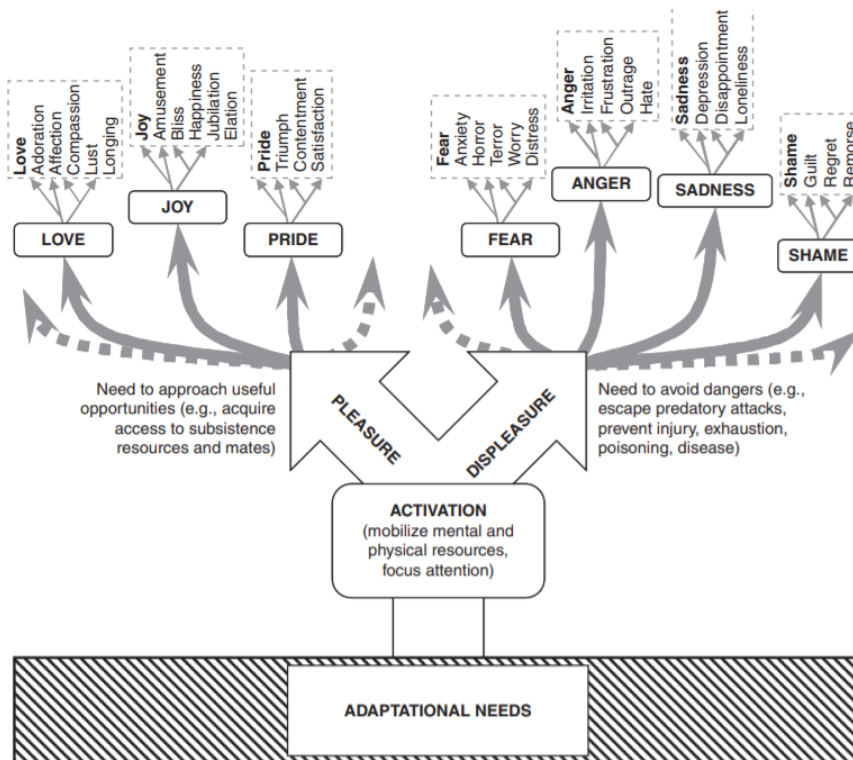 Love
Adoration
Affection
Compassion
Lust
Longing
Joy
Amusement
Bliss
Happiness
Jubilation
Elation
Pride
Triumph
Contentment
Satisfaction
Fear
Anxiety
Horror
Terror
Worry
Distress
Anger
Irritation
Frustration
Outrage
Hate
Sadness
Depression
Disappointment
Loneliness
Shame
Guilt
Regret
Remorse
LOVE
JOY
PRIDE
FEAR
ANGER
SADNESS
SHAME
Need to approach useful
opportunities (e.g., acquire
access to subsistence
resources and mates)
PLEASURE
DISPLEASURE
Need to avoid dangers (e.g.,
escape predatory attacks,
prevent injury, exhaustion,
poisoning, disease)
ACTIVATION
(mobilize mental and
physical resources,
focus attention)
ADAPTATIONAL NEEDS